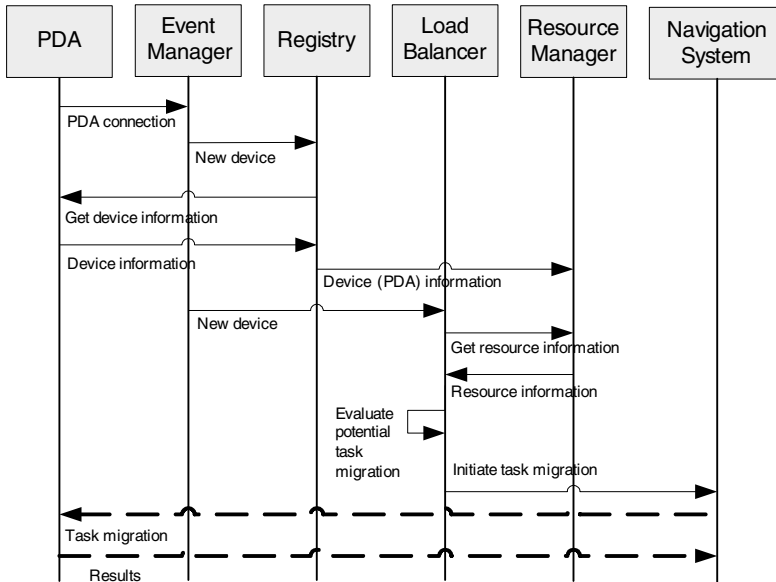 PDA
Event
Manager
Registry
Load
Balancer
Resource
Manager
Navigation
System
PDA connection
New device
Get device information
Device information
Device (PDA) information
New device
Get resource information
Resource information
Evaluate
potential
task
migration
Initiate task migration
Task migration
Results